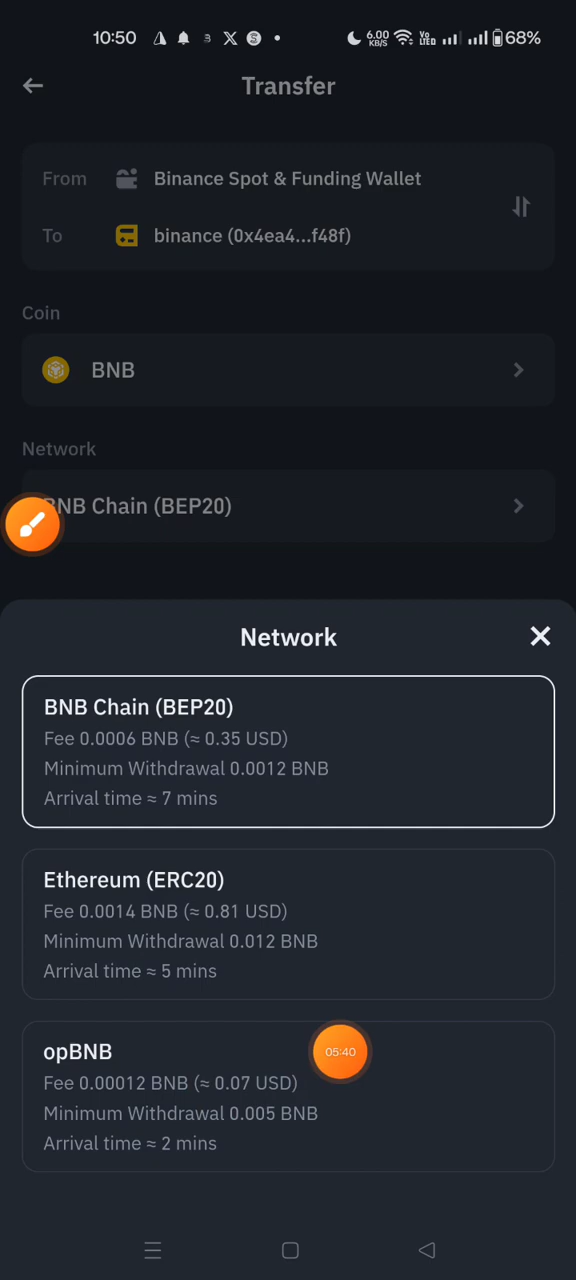 10:50 6.00 KB/S Vo LTED 68%
Transfer
From Binance Spot & Funding Wallet
To binance (0x4ea4...f48f)
Coin
BNB
Network
BNB Chain (BEP20)
Network
BNB Chain (BEP20)
Fee 0.0006 BNB (≈ 0.35 USD)
Minimum Withdrawal 0.0012 BNB
Arrival time ≈ 7 mins
Ethereum (ERC20)
Fee 0.0014 BNB (≈ 0.81 USD)
Minimum Withdrawal 0.012 BNB
Arrival time ≈ 5 mins
opBNB
05:40
Fee 0.00012 BNB (≈ 0.07 USD)
Minimum Withdrawal 0.005 BNB
Arrival time ≈ 2 mins